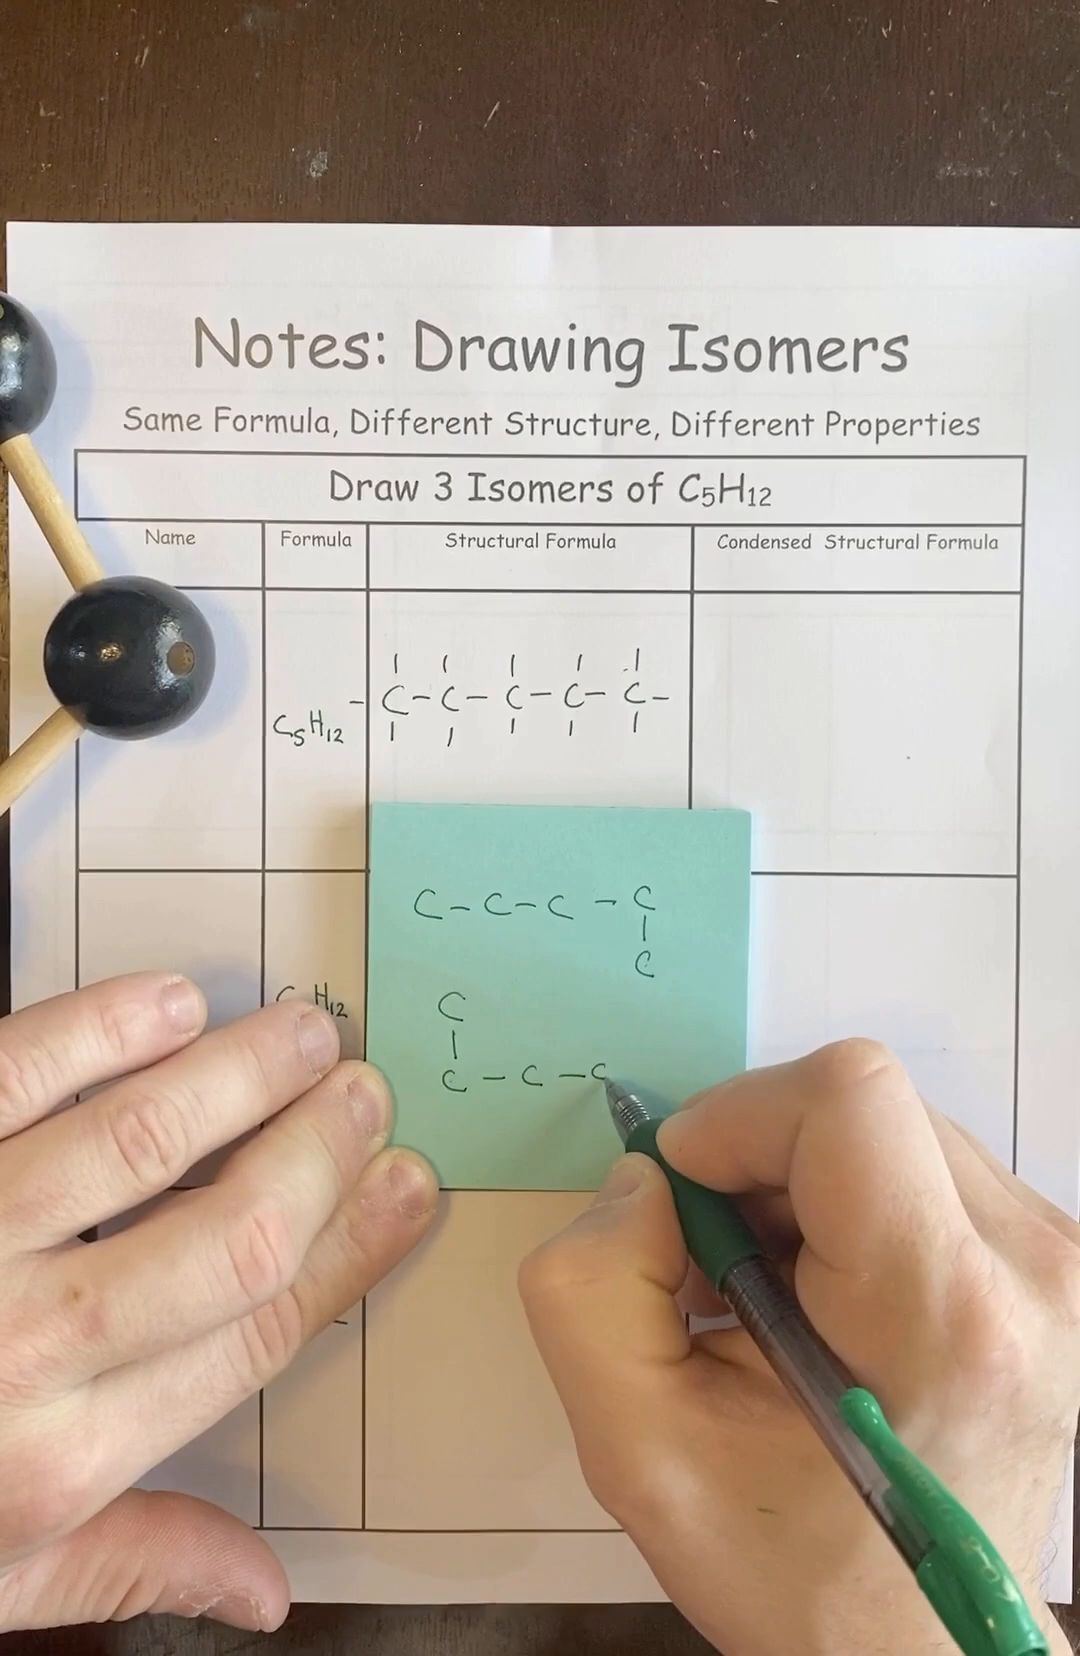 Notes: Drawing Isomers
Same Formula, Different Structure, Different Properties
Draw 3 Isomers of C₅H₁₂
Name Formula Structural Formula Condensed Structural Formula
C₅H₁₂
C-C-C-C-C-
C-C-C-C
C
H₁₂
C
C-C-C